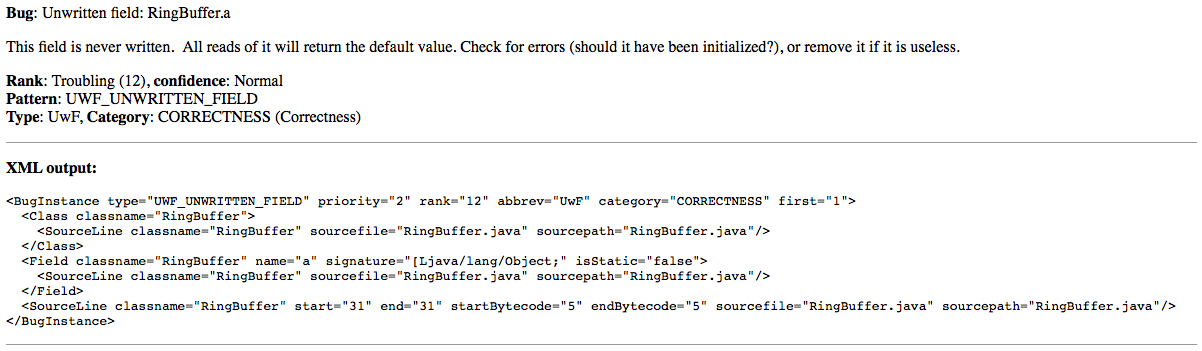 Bug: Unwritten field: RingBuffer.a
This field is never written.  All reads of it will return the default value. Check for errors (should it have been initialized?), or remove it if it is useless.
Rank: Troubling (12), confidence: Normal
Pattern: UWF_UNWRITTEN_FIELD
Type: UwF, Category: CORRECTNESS (Correctness)
XML output:
<BugInstance type="UWF_UNWRITTEN_FIELD" priority="2" rank="12" abbrev="UwF" category="CORRECTNESS" first="1">
  <Class classname="RingBuffer">
    <SourceLine classname="RingBuffer" sourcefile="RingBuffer.java" sourcepath="RingBuffer.java"/>
  </Class>
  <Field classname="RingBuffer" name="a" signature="[Ljava/lang/Object;" isStatic="false">
    <SourceLine classname="RingBuffer" sourcefile="RingBuffer.java" sourcepath="RingBuffer.java"/>
  </Field>
  <SourceLine classname="RingBuffer" start="31" end="31" startBytecode="5" endBytecode="5" sourcefile="RingBuffer.java" sourcepath="RingBuffer.java"/>
</BugInstance>